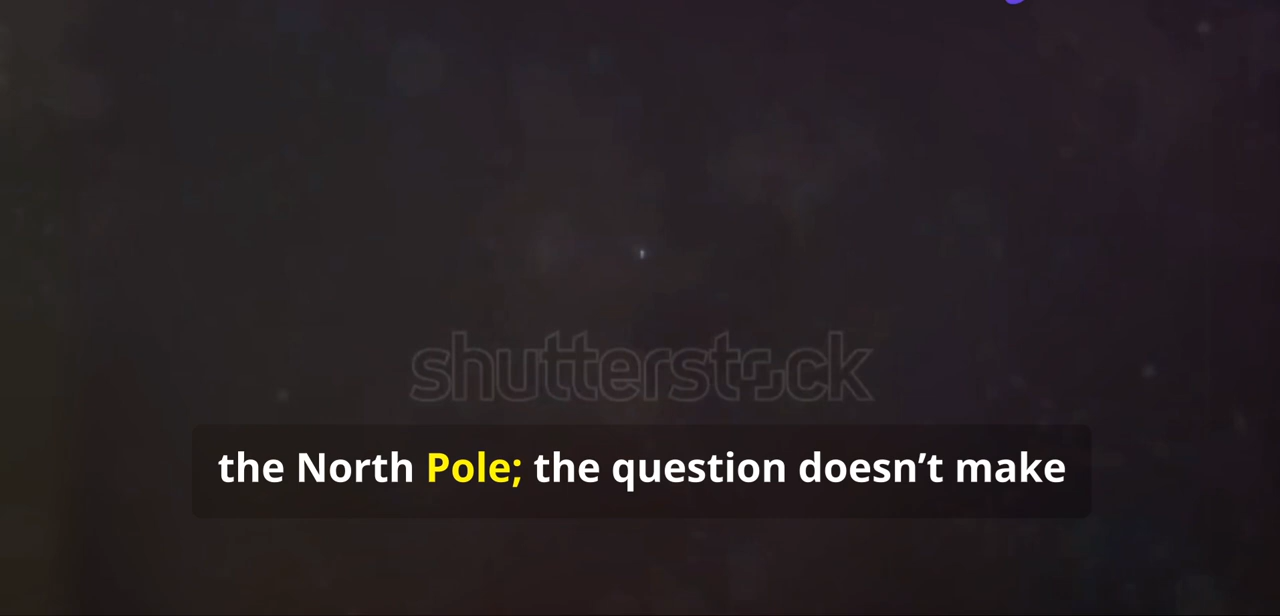 shutterstock
the North Pole; the question doesn’t make